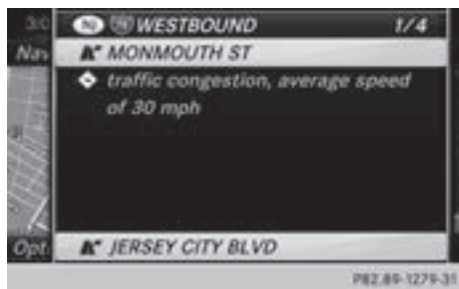 WESTBOUND 1/4
Nav
MONMOUTH ST
traffic congestion, average speed
of 30 mph
Opt
JERSEY CITY BLVD
P82.89-1279-31